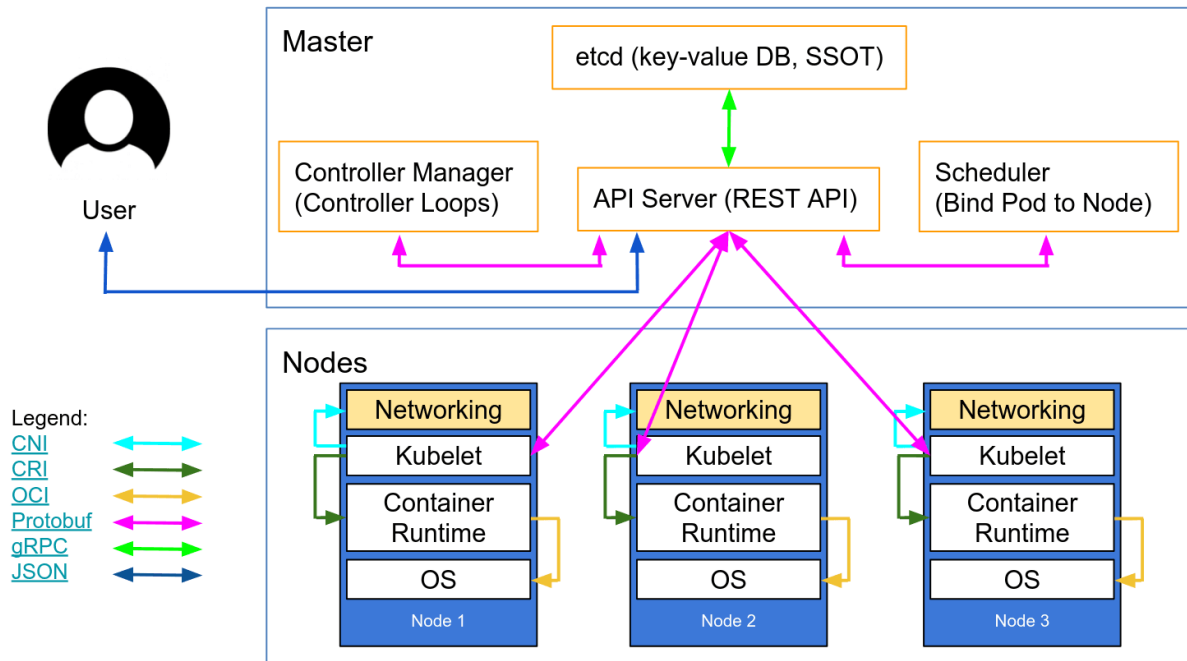 Master
etcd (key-value DB, SSOT)
Controller Manager
(Controller Loops)
API Server (REST API)
Scheduler
(Bind Pod to Node)
User
Nodes
Networking
Kubelet
Container
Runtime
OS
Node 1
Networking
Kubelet
Container
Runtime
OS
Node 2
Networking
Kubelet
Container
Runtime
OS
Node 3
Legend:
CNI
CRI
OCI
Protobuf
gRPC
JSON